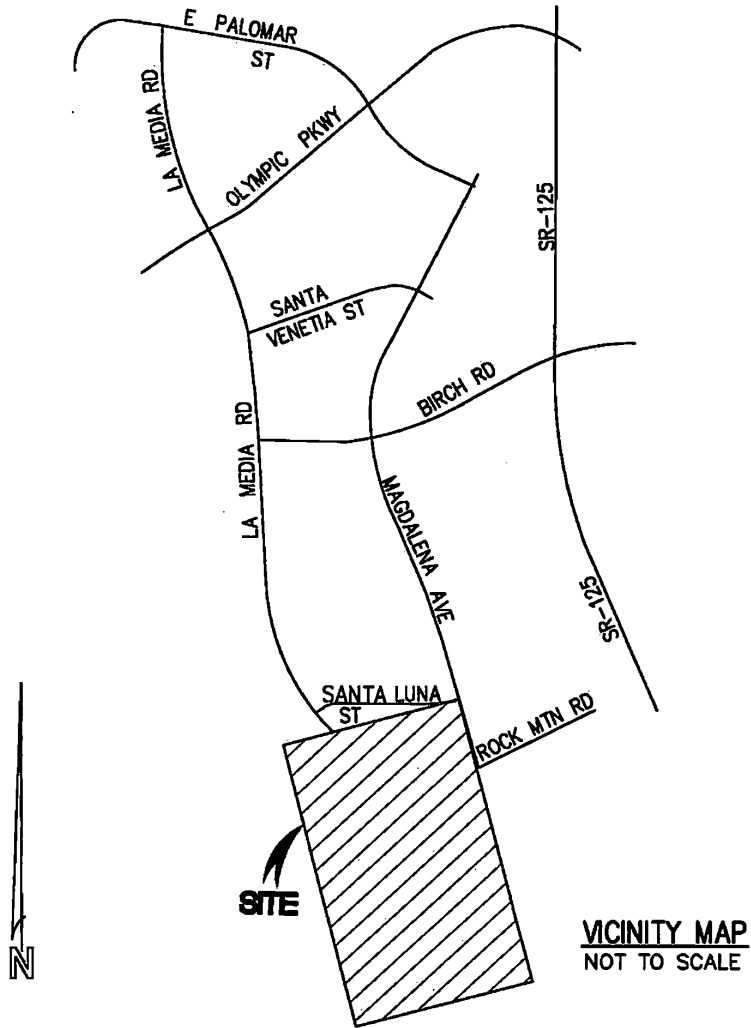 E PALOMAR
ST
LA MEDIA RD
OLYMPIC PKWY
SR-125
SANTA
VENETIA ST
BIRCH RD
LA MEDIA RD
MAGDALENA AVE
SR-125
SANTA LUNA
ST
ROCK MTN RD
SITE
N
VICINITY MAP
NOT TO SCALE